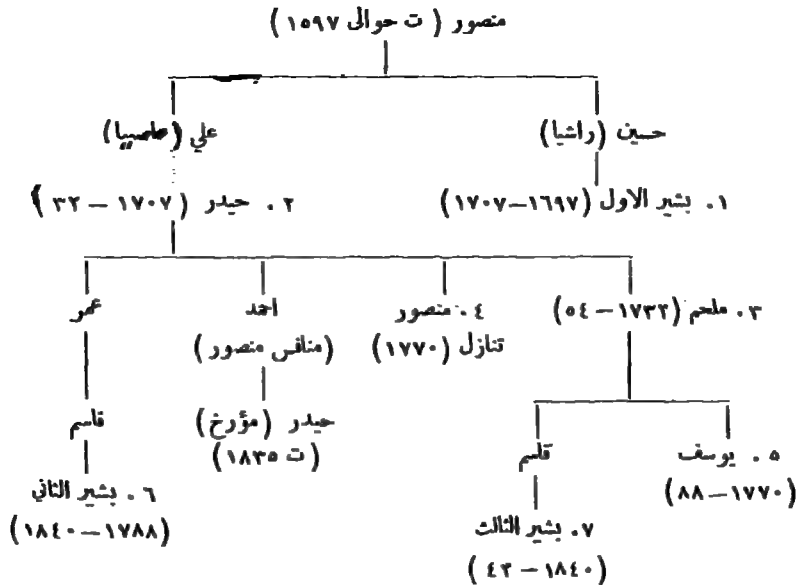 منصور ( ت حوالى ١٥٩٧ )
حسين (راشيا)
علي (حاصبيا)
١ . بشير الاول (١٦٩٧–١٧٠٧)
٢ . حيدر (١٧٠٧ – ٣٢ )
٣ . ملحم (١٧٣٢ – ٥٤)
٤ . منصور
تنازل (١٧٧٠)
احمد
(منافس منصور)
عمر
حيدر (مؤرخ)
(ت ١٨٣٥)
قاسم
٥ . يوسف
(١٧٧٠–٨٨)
قاسم
٦ . بشير الثاني
(١٧٨٨–١٨٤٠)
٧. بشير الثالث
(١٨٤٠ – ٤٢ )